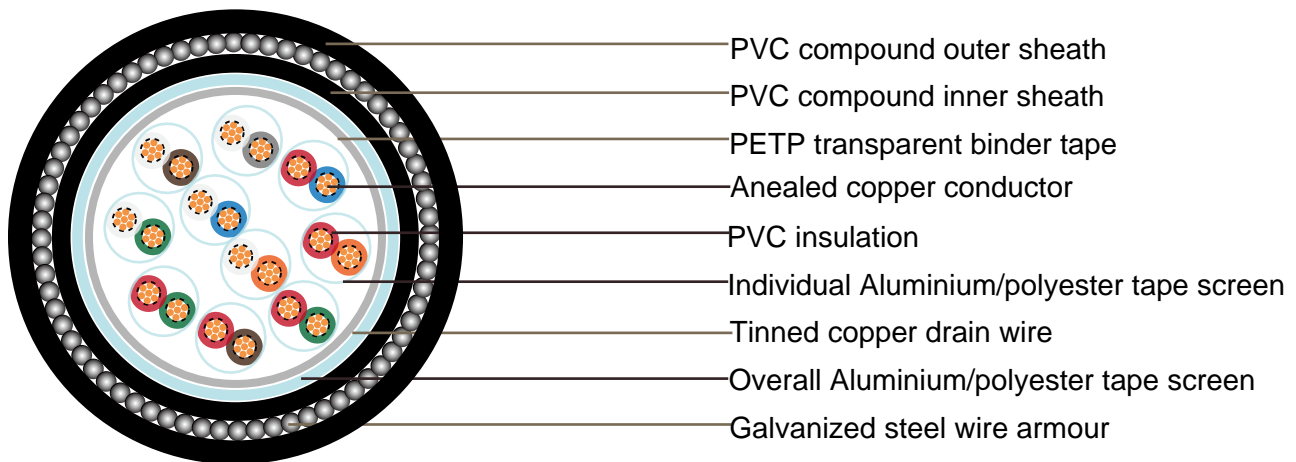 PVC compound outer sheath
PVC compound inner sheath
PETP transparent binder tape
Anealed copper conductor
PVC insulation
Individual Aluminium/polyester tape screen
Tinned copper drain wire
Overall Aluminium/polyester tape screen
Galvanized steel wire armour